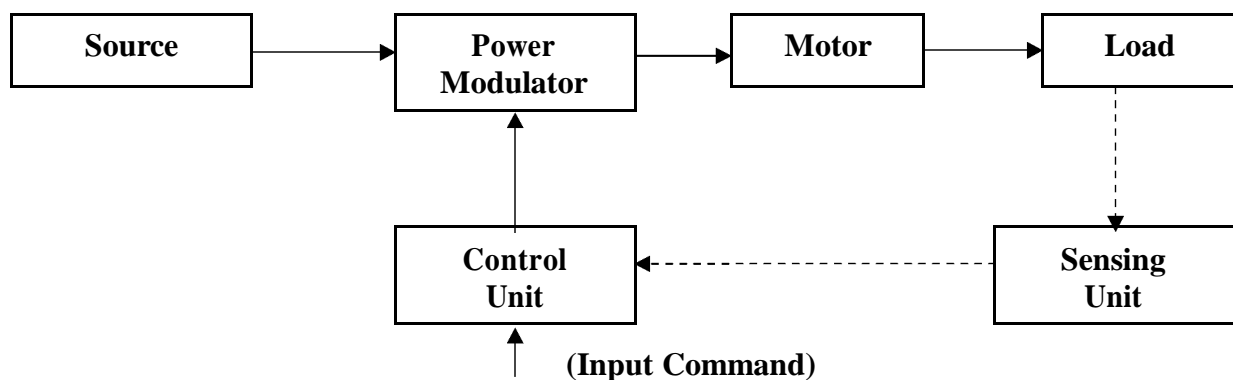 Source
Power
Modulator
Motor
Load
Control
Unit
Sensing
Unit
(Input Command)